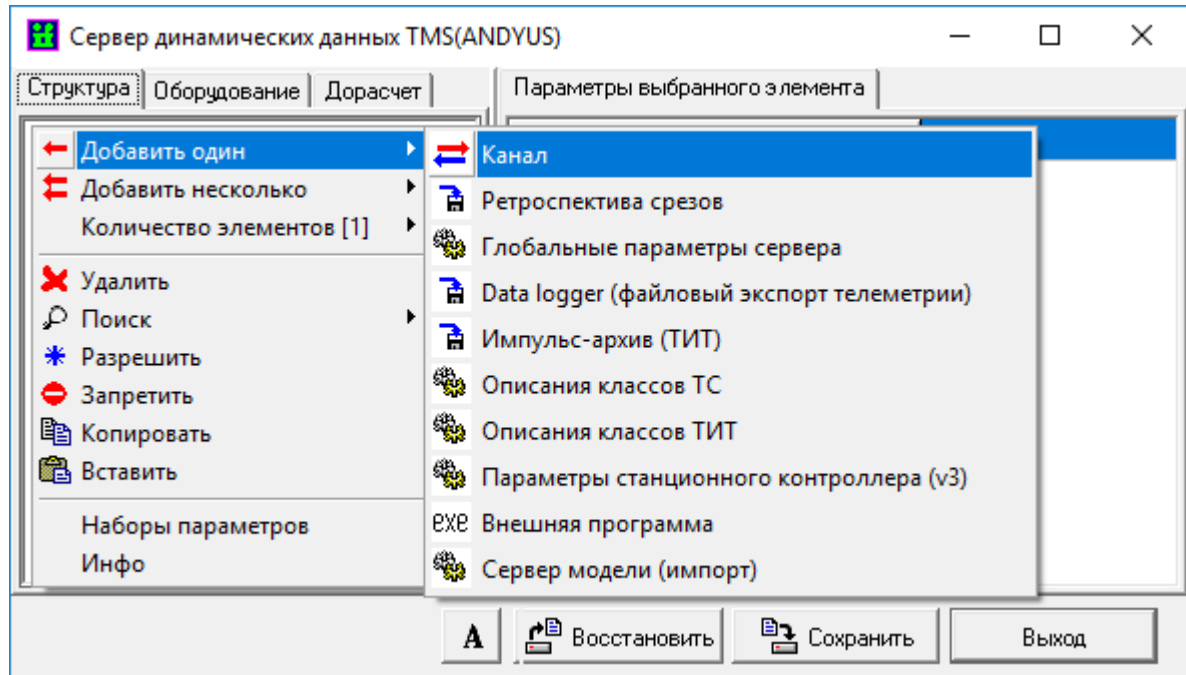 Сервер динамических данных TMS(ANDYUS)
Структура Оборудование Дорасчет Параметры выбранного элемента
Добавить один
Добавить несколько
Количество элементов [1]
Удалить
Поиск
Разрешить
Запретить
Копировать
Вставить
Наборы параметров
Инфо
Канал
Ретроспектива срезов
Глобальные параметры сервера
Data logger (файловый экспорт телеметрии)
Импульс-архив (ТИТ)
Описания классов ТС
Описания классов ТИТ
Параметры станционного контроллера (v3)
exe Внешняя программа
Сервер модели (импорт)
A Восстановить Сохранить Выход